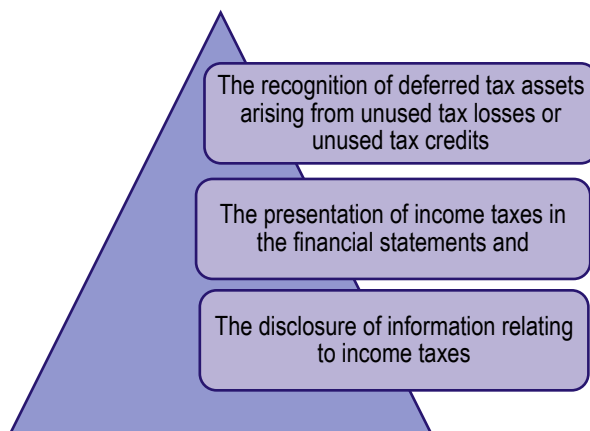 The recognition of deferred tax assets
arising from unused tax losses or
unused tax credits
The presentation of income taxes in
the financial statements and
The disclosure of information relating
to income taxes